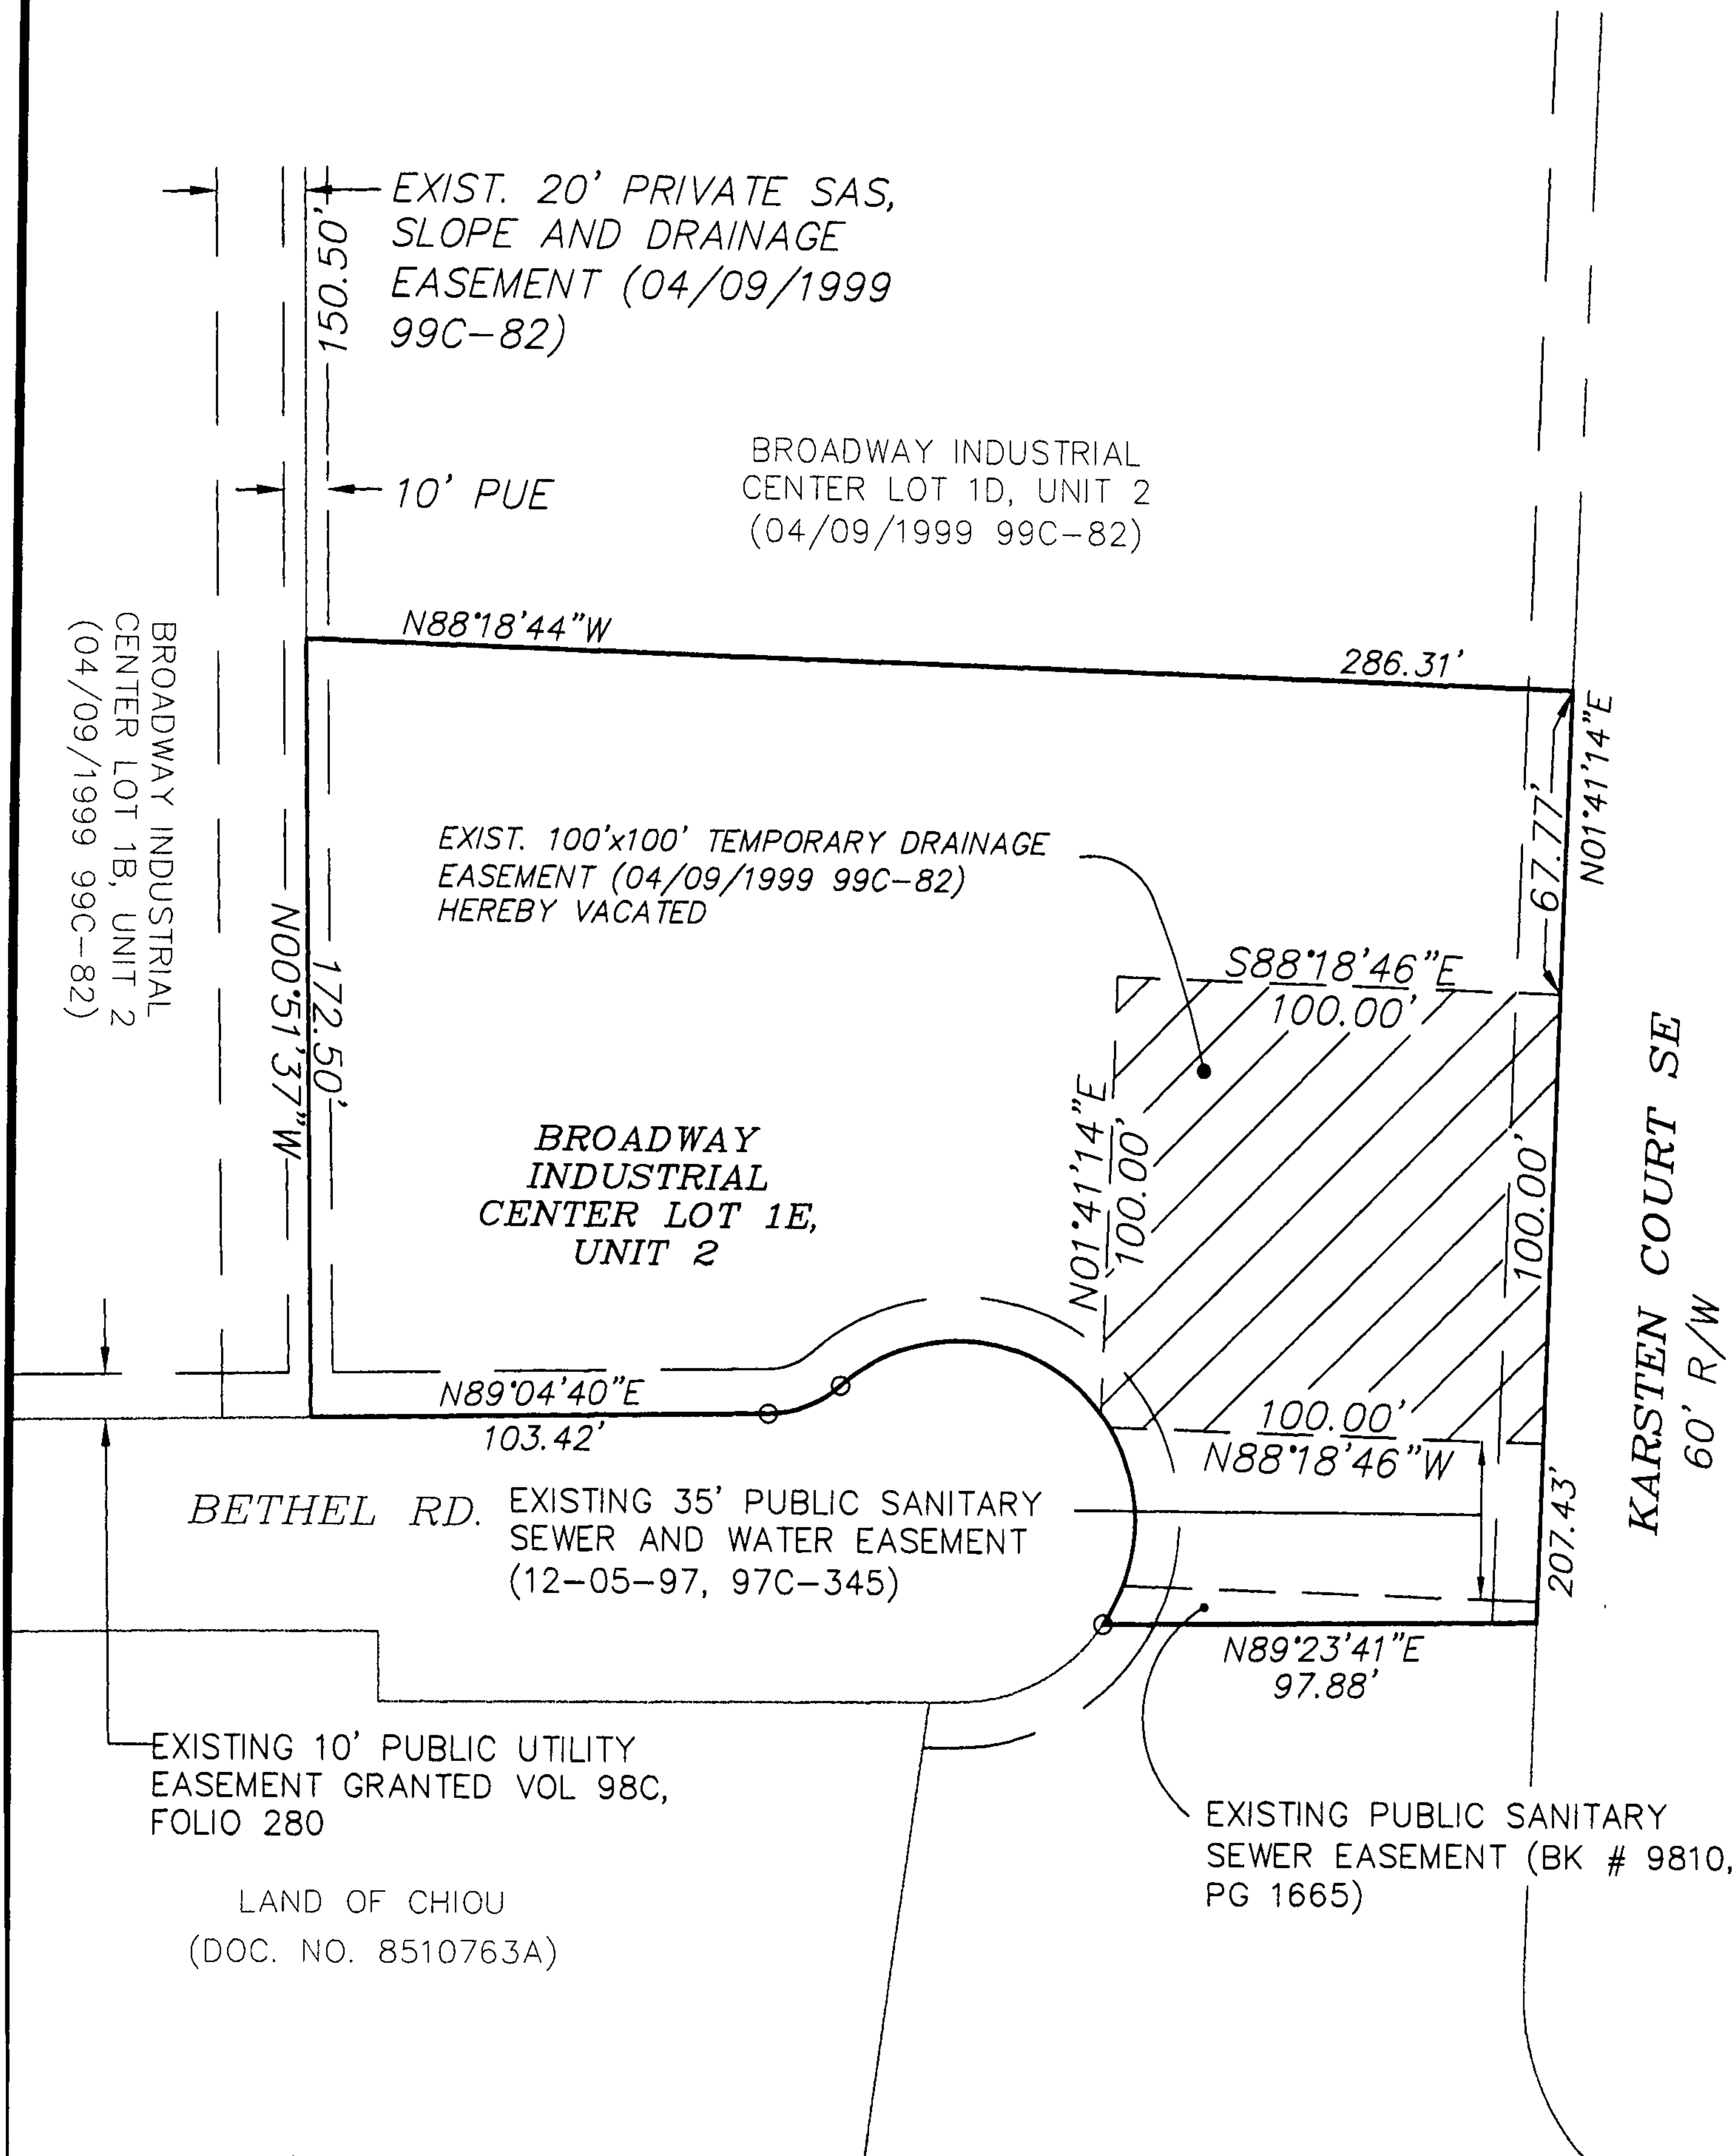 EXIST. 20' PRIVATE SAS,
SLOPE AND DRAINAGE
EASEMENT (04/09/1999
99C-82)
150.50'
10' PUE
BROADWAY INDUSTRIAL
CENTER LOT 1D, UNIT 2
(04/09/1999 99C-82)
N88°18'44"W
286.31'
BROADWAY INDUSTRIAL
CENTER LOT 1B, UNIT 2
(04/09/1999 99C-82)
N01°41'14"E
67.77'
EXIST. 100'x100' TEMPORARY DRAINAGE
EASEMENT (04/09/1999 99C-82)
HEREBY VACATED
N00°51'37"W
172.50'
S88°18'46"E
100.00'
N01°41'14"E
100.00'
100.00'
BROADWAY
INDUSTRIAL
CENTER LOT 1E,
UNIT 2
KARSTEN COURT SE
60' R/W
N89°04'40"E
103.42'
100.00'
N88°18'46"W
207.43'
BETHEL RD.
EXISTING 35' PUBLIC SANITARY
SEWER AND WATER EASEMENT
(12-05-97, 97C-345)
N89°23'41"E
97.88'
EXISTING 10' PUBLIC UTILITY
EASEMENT GRANTED VOL 98C,
FOLIO 280
EXISTING PUBLIC SANITARY
SEWER EASEMENT (BK # 9810,
PG 1665)
LAND OF CHIOU
(DOC. NO. 8510763A)